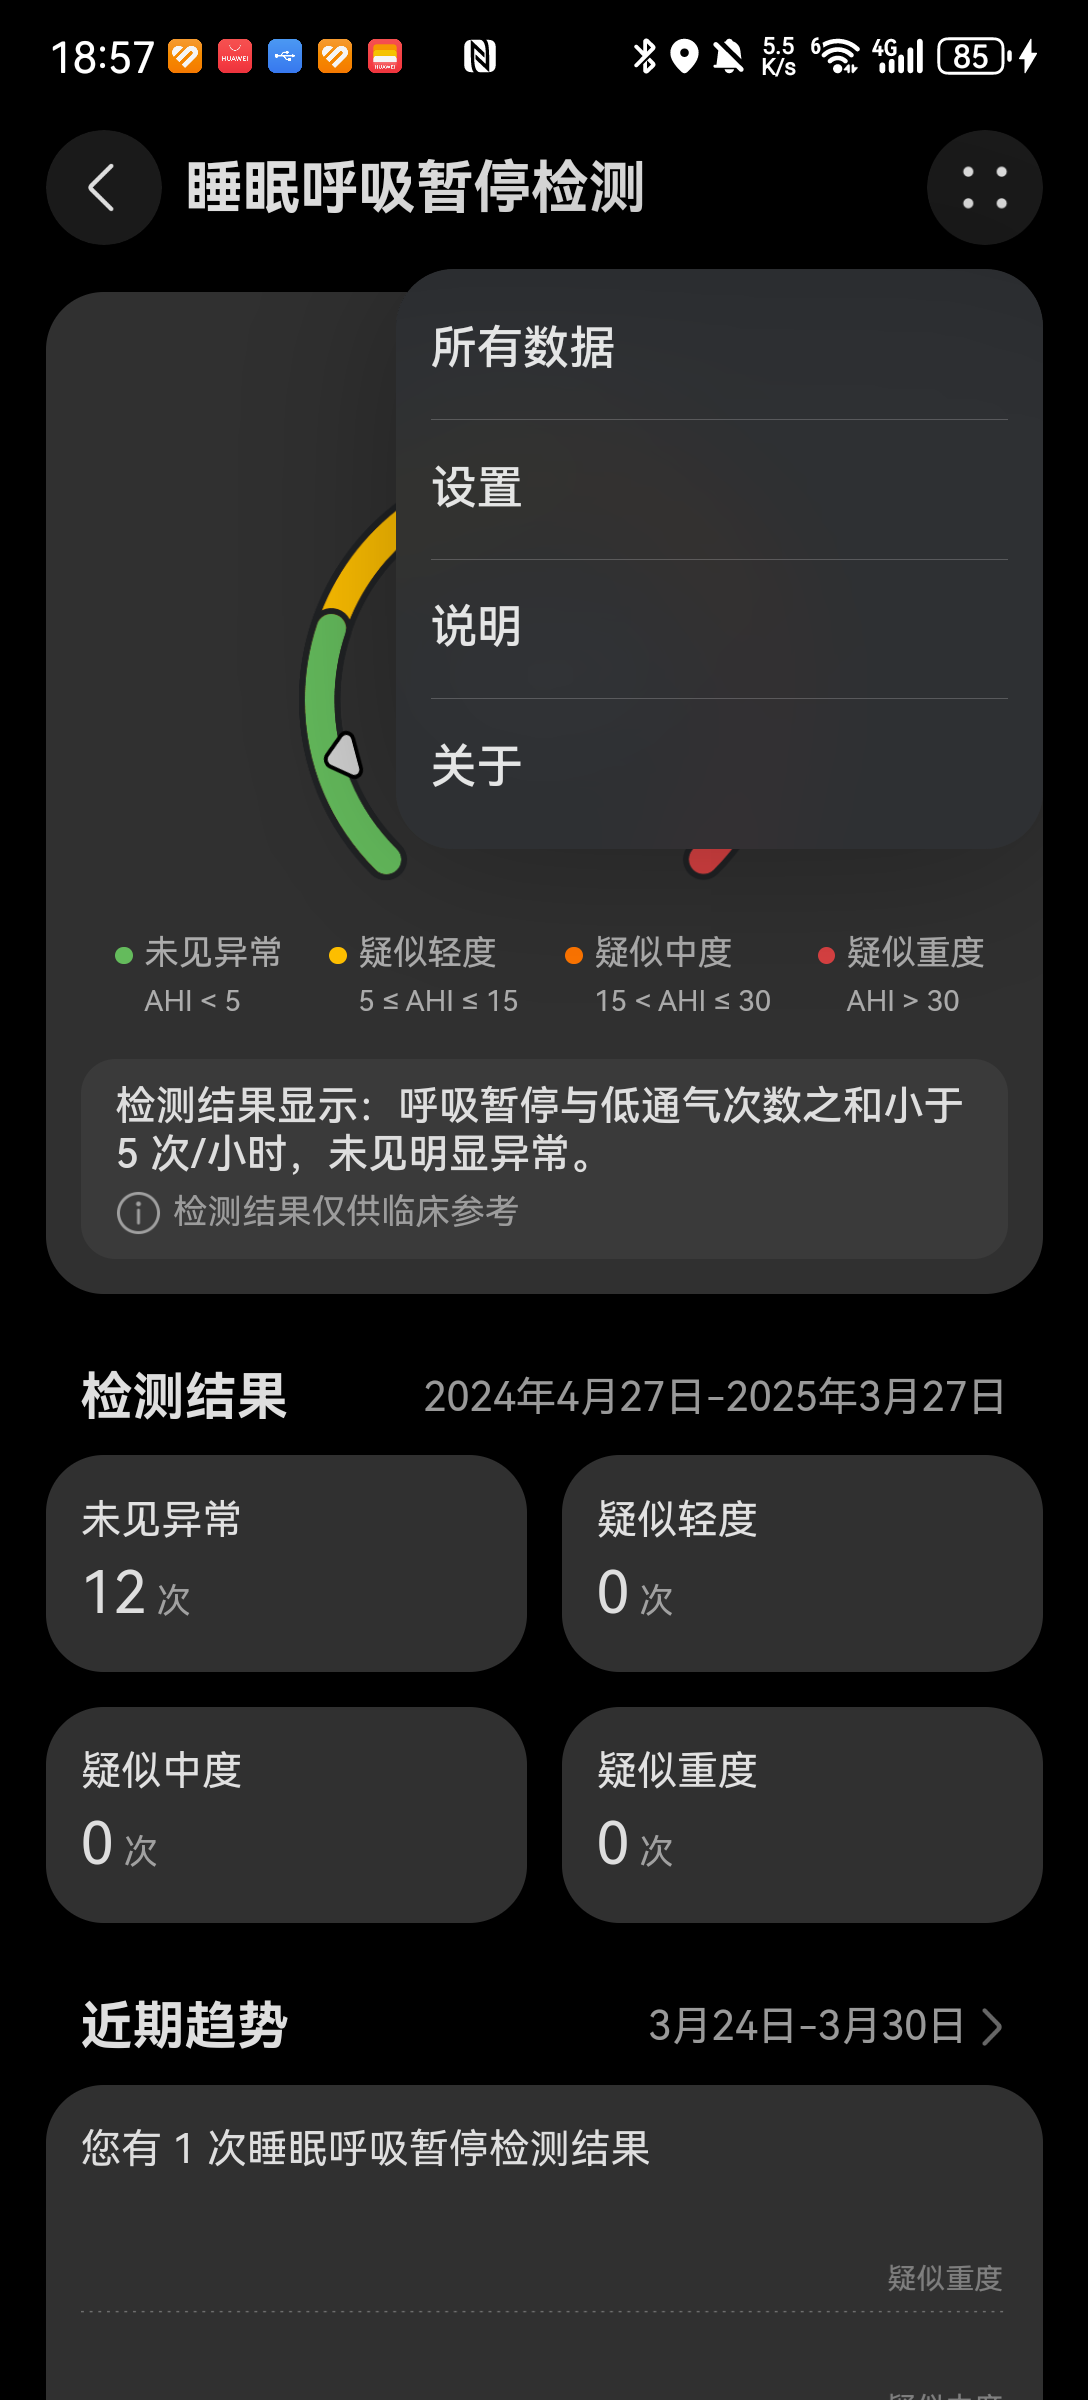 18:57
5.5
K/s
6
4G
85
睡眠呼吸暂停检测
所有数据
设置
说明
关于
未见异常
AHI < 5
疑似轻度
5 ≤ AHI ≤ 15
疑似中度
15 < AHI ≤ 30
疑似重度
AHI > 30
检测结果显示：呼吸暂停与低通气次数之和小于
5 次/小时，未见明显异常。
检测结果仅供临床参考
检测结果
2024年4月27日-2025年3月27日
未见异常
12 次
疑似轻度
0 次
疑似中度
0 次
疑似重度
0 次
近期趋势
3月24日-3月30日
您有 1 次睡眠呼吸暂停检测结果
疑似重度